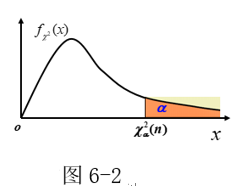 f_{χ²}(x)
α
o
χ²_α(n)
x
图 6-2